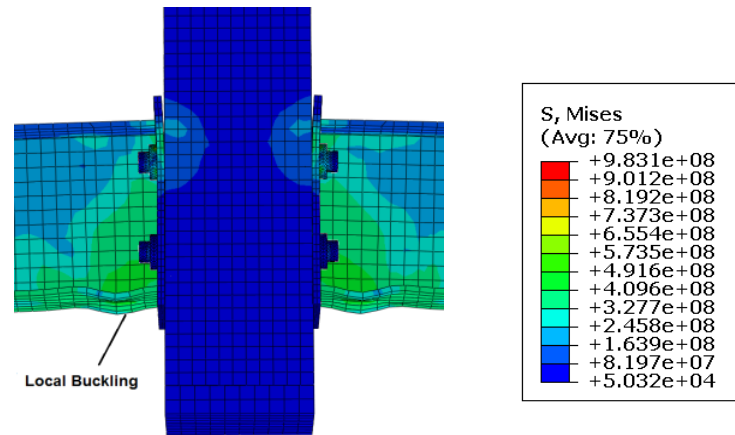 Local Buckling
S, Mises
(Avg: 75%)
+9.831e+08
+9.012e+08
+8.192e+08
+7.373e+08
+6.554e+08
+5.735e+08
+4.916e+08
+4.096e+08
+3.277e+08
+2.458e+08
+1.639e+08
+8.197e+07
+5.032e+04